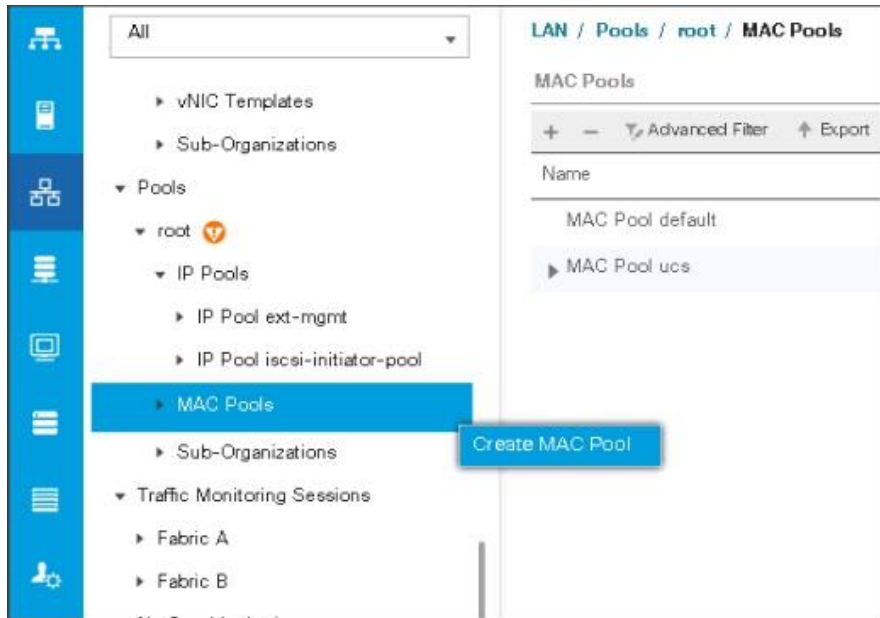 All
vNIC Templates
Sub-Organizations
Pools
root
IP Pools
IP Pool ext-mgmt
IP Pool iscsi-initiator-pool
MAC Pools
Sub-Organizations
Traffic Monitoring Sessions
Fabric A
Fabric B
Create MAC Pool
LAN / Pools / root / MAC Pools
MAC Pools
+ − Advanced Filter Export
Name
MAC Pool default
MAC Pool ucs